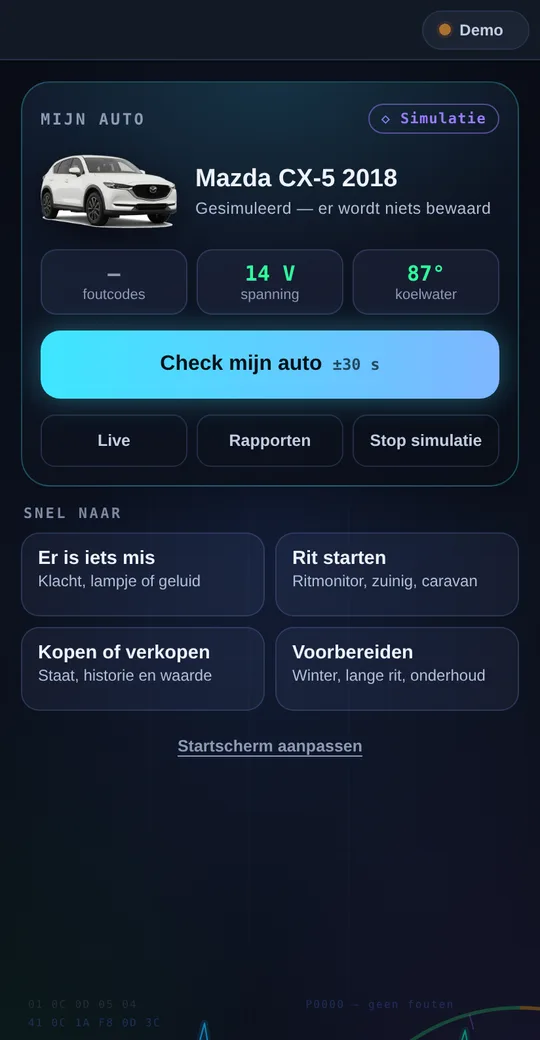 Demo
MIJN AUTO
◇ Simulatie
Mazda CX-5 2018
Gesimuleerd — er wordt niets bewaard
— 14 V 87°
foutcodes spanning koelwater
Check mijn auto ±30 s
Live Rapporten Stop simulatie
SNEL NAAR
Er is iets mis Rit starten
Klacht, lampje of geluid Ritmonitor, zuinig, caravan
Kopen of verkopen Voorbereiden
Staat, historie en waarde Winter, lange rit, onderhoud
Startscherm aanpassen
01 0C 0D 05 04 P0000 — geen fouten
41 0C 1A F8 0D 3C